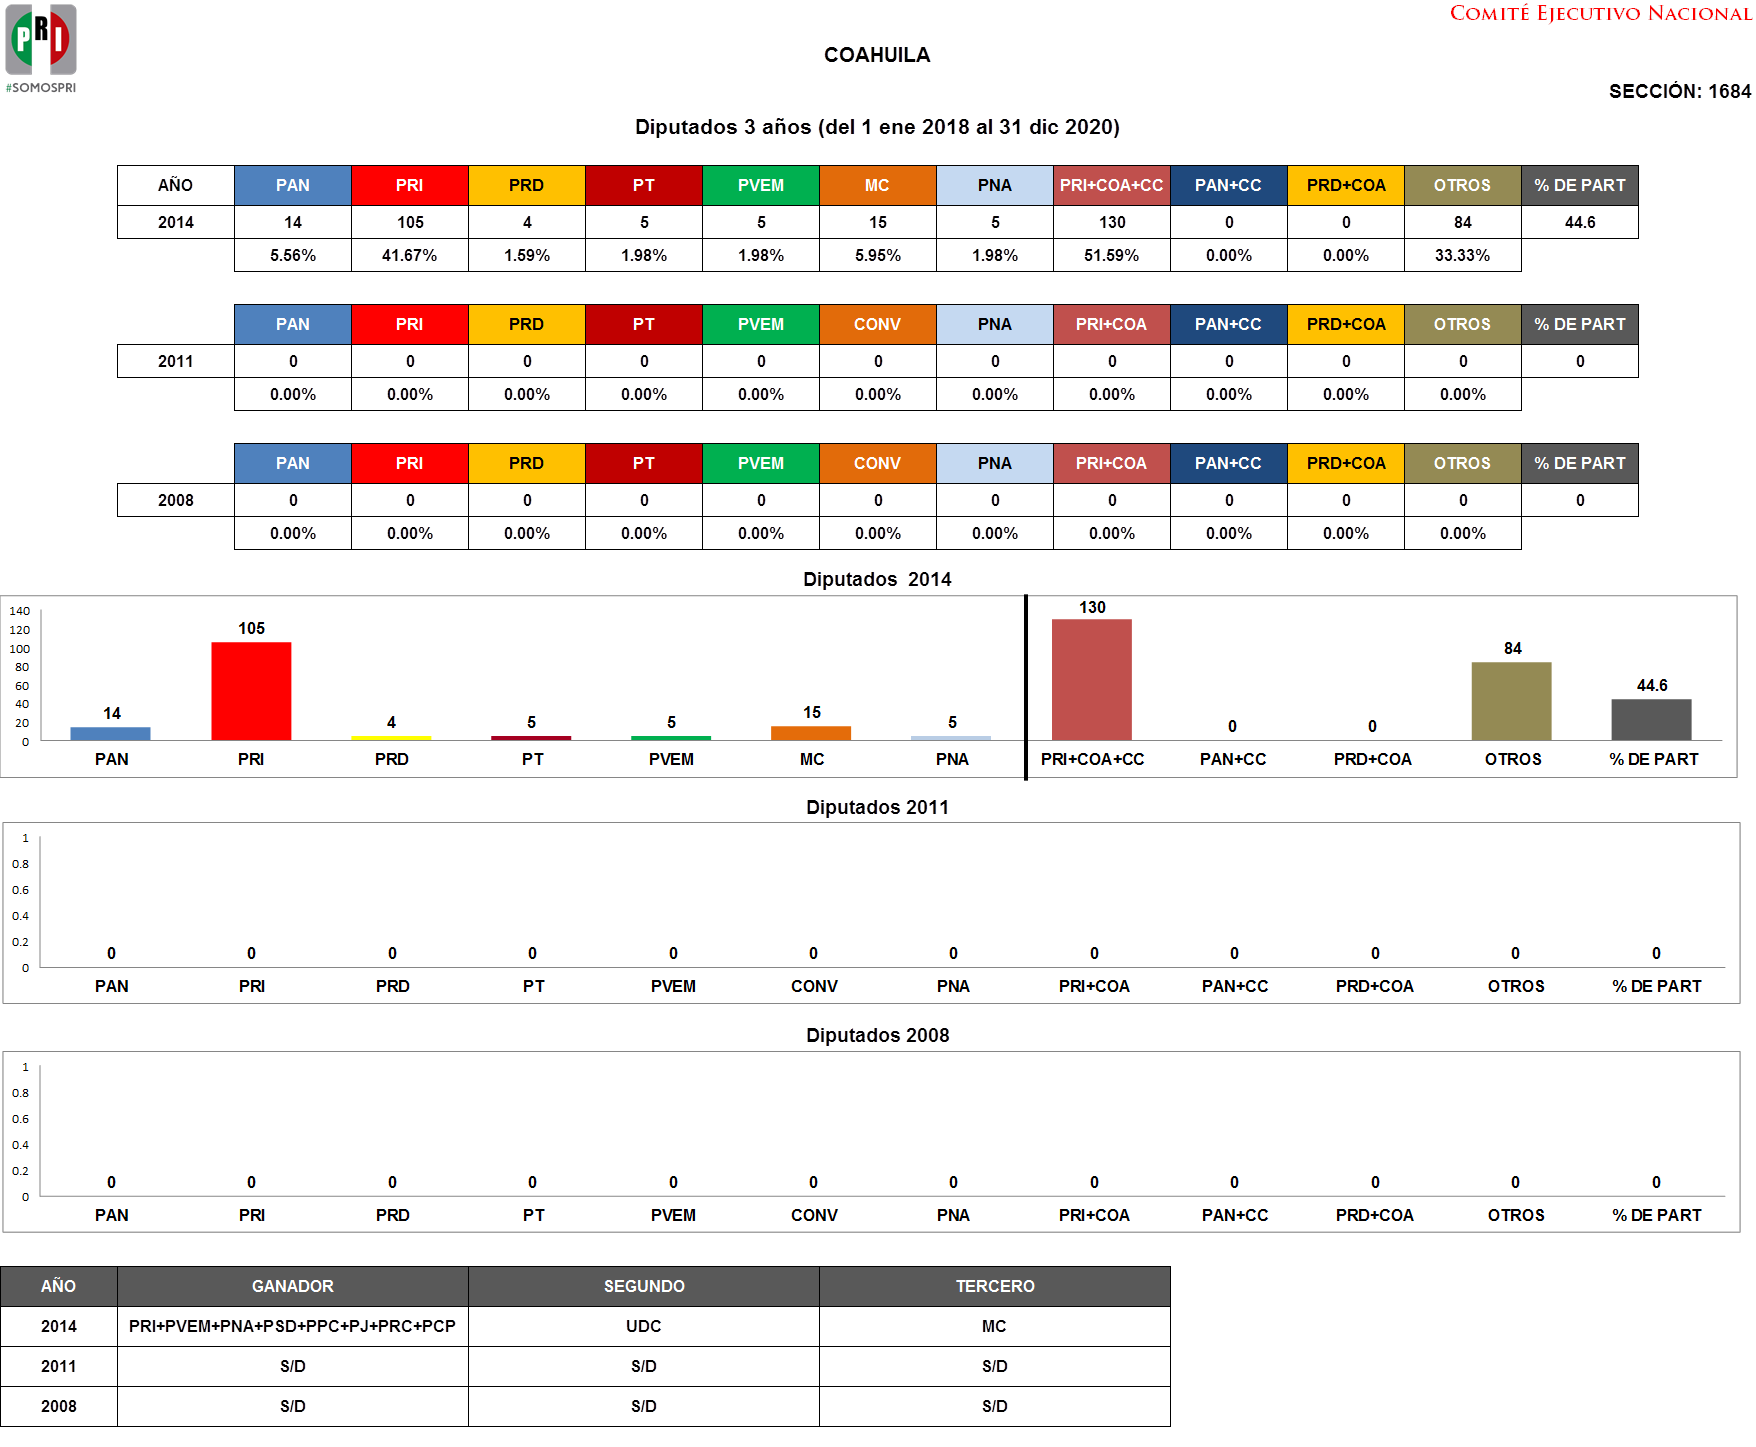 PRI
#SOMOSPRI
COMITÉ EJECUTIVO NACIONAL
COAHUILA
SECCIÓN: 1684
Diputados 3 años (del 1 ene 2018 al 31 dic 2020)
AÑO PAN PRI PRD PT PVEM MC PNA PRI+COA+CC PAN+CC PRD+COA OTROS % DE PART
2014 14 105 4 5 5 15 5 130 0 0 84 44.6
5.56% 41.67% 1.59% 1.98% 1.98% 5.95% 1.98% 51.59% 0.00% 0.00% 33.33%
PAN PRI PRD PT PVEM CONV PNA PRI+COA PAN+CC PRD+COA OTROS % DE PART
2011 0 0 0 0 0 0 0 0 0 0 0 0
0.00% 0.00% 0.00% 0.00% 0.00% 0.00% 0.00% 0.00% 0.00% 0.00% 0.00%
PAN PRI PRD PT PVEM CONV PNA PRI+COA PAN+CC PRD+COA OTROS % DE PART
2008 0 0 0 0 0 0 0 0 0 0 0 0
0.00% 0.00% 0.00% 0.00% 0.00% 0.00% 0.00% 0.00% 0.00% 0.00% 0.00%
Diputados 2014
140
120
100
80
60
40
20
0
14 105 4 5 5 15 5 130 0 0 84 44.6
PAN PRI PRD PT PVEM MC PNA PRI+COA+CC PAN+CC PRD+COA OTROS % DE PART
Diputados 2011
1
0.8
0.6
0.4
0.2
0
0 0 0 0 0 0 0 0 0 0 0 0
PAN PRI PRD PT PVEM CONV PNA PRI+COA PAN+CC PRD+COA OTROS % DE PART
Diputados 2008
1
0.8
0.6
0.4
0.2
0
0 0 0 0 0 0 0 0 0 0 0 0
PAN PRI PRD PT PVEM CONV PNA PRI+COA PAN+CC PRD+COA OTROS % DE PART
AÑO GANADOR SEGUNDO TERCERO
2014 PRI+PVEM+PNA+PSD+PPC+PJ+PRC+PCP UDC MC
2011 S/D S/D S/D
2008 S/D S/D S/D